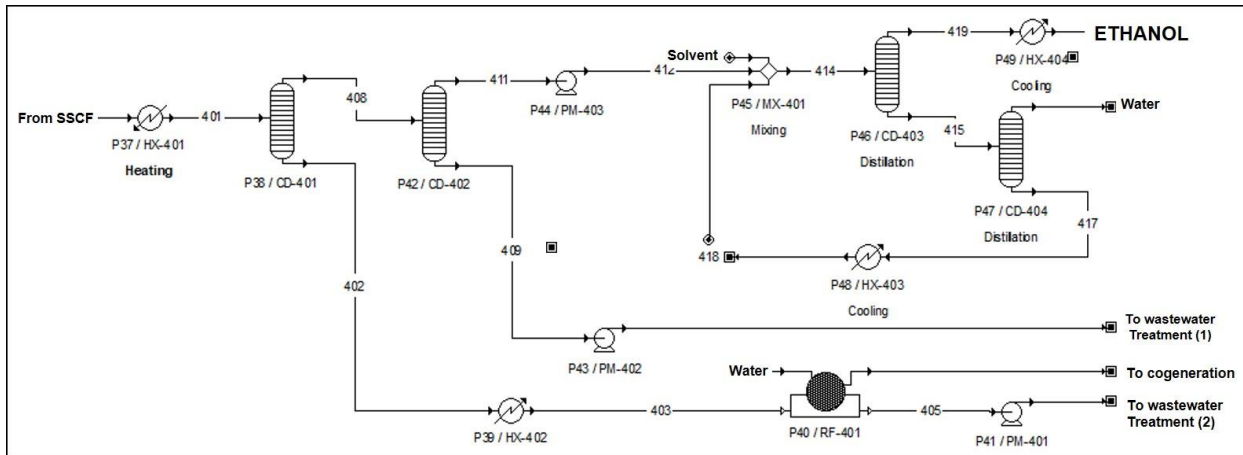 From SSCF
401
P37 / HX-401
Heating
P38 / CD-401
408
402
P42 / CD-402
411
409
P44 / PM-403
412
Solvent
P45 / MX-401
Mixing
414
P46 / CD-403
Distilation
419
P49 / HX-404
Cooling
ETHANOL
415
Water
P47 / CD-404
Distilation
417
P48 / HX-403
Cooling
418
P43 / PM-402
To wastewater
Treatment (1)
P39 / HX-402
403
Water
P40 / RF-401
To cogeneration
405
P41 / PM-401
To wastewater
Treatment (2)